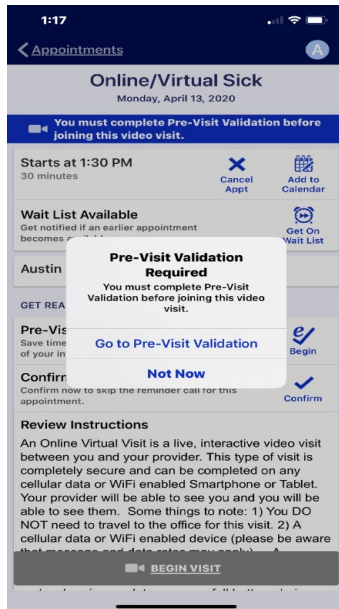 1:17
Appointments
A
Online/Virtual Sick
Monday, April 13, 2020
You must complete Pre-Visit Validation before
joining this video visit.
Starts at 1:30 PM
30 minutes
Cancel
Appt
Add to
Calendar
Wait List Available
Get notified if an earlier appointment
becomes
Get On
Wait List
Austin
Pre-Visit Validation
Required
You must complete Pre-Visit
Validation before joining this video
visit.
Go to Pre-Visit Validation
Not Now
GET REA
Pre-Vis
Save time
of your in
Begin
Confirm
Confirm now to skip the reminder call for this
appointment.
Confirm
Review Instructions
An Online Virtual Visit is a live, interactive video visit
between you and your provider. This type of visit is
completely secure and can be completed on any
cellular data or WiFi enabled Smartphone or Tablet.
Your provider will be able to see you and you will be
able to see them. Some things to note: 1) You DO
NOT need to travel to the office for this visit. 2) A
cellular data or WiFi enabled device (please be aware
that message and data rates may apply)
BEGIN VISIT